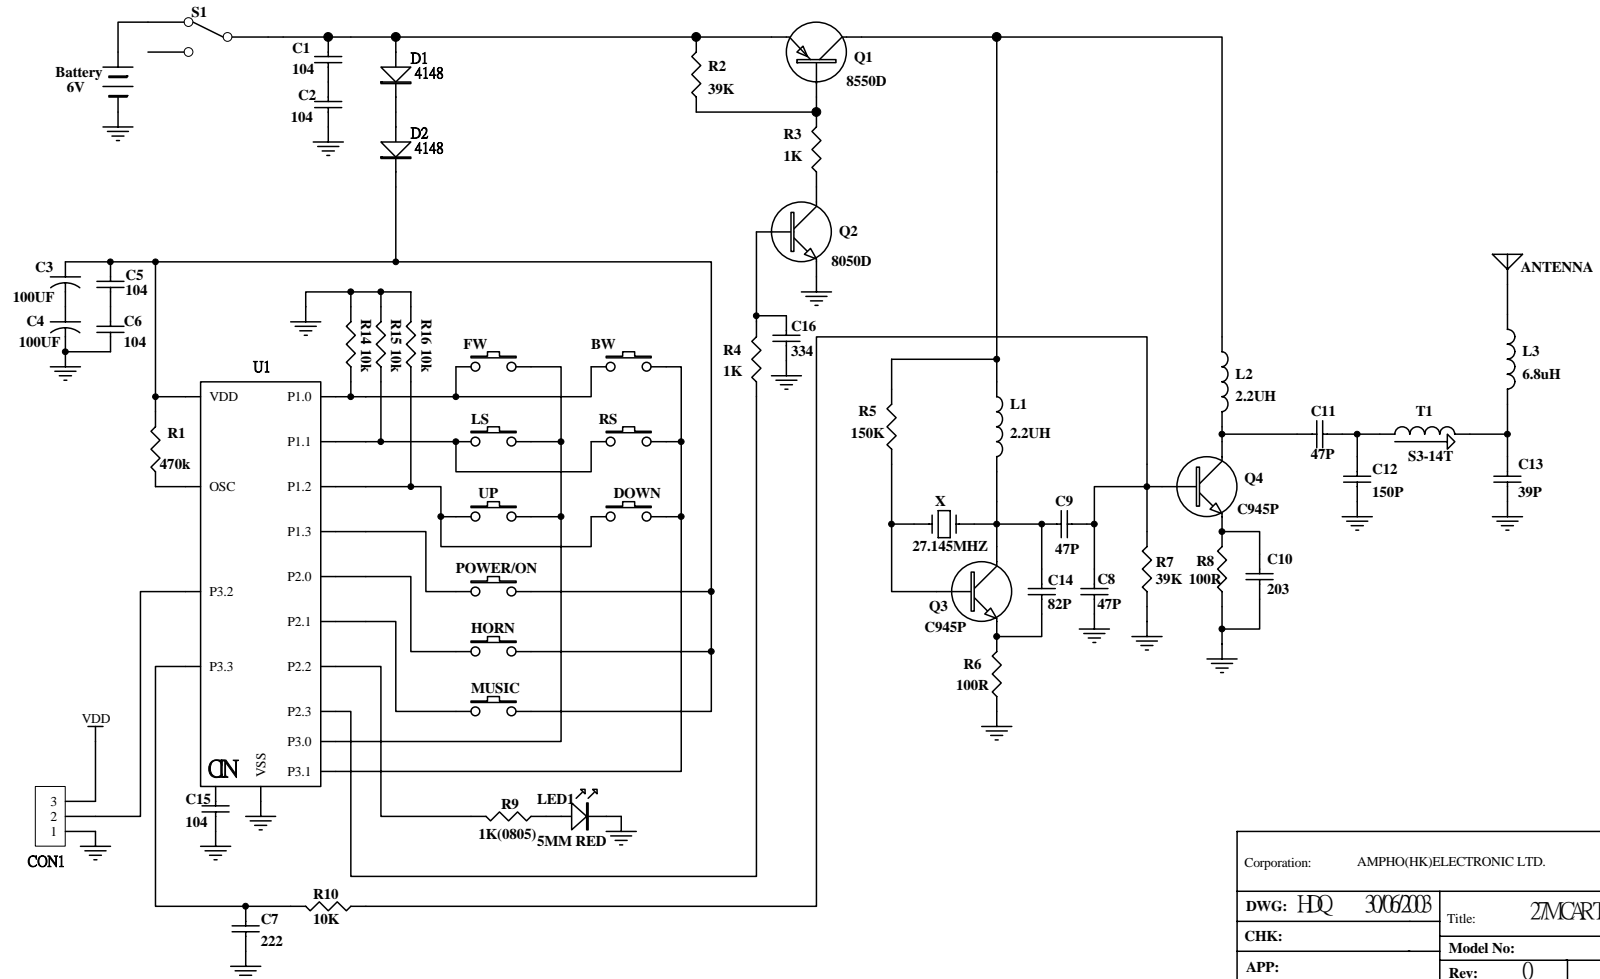 S1
Battery
6V
C1
104
C2
104
D1
4148
D2
4148
R2
39K
Q1
8550D
R3
1K
Q2
8050D
C3
100UF
C4
100UF
C5
104
C6
104
R14 10k
R15 10k
R16 10k
R4
1K
C16
334
ANTENNA
L3
6.8uH
U1
VDD
OSC
P3.2
P3.3
P1.0
P1.1
P1.2
P1.3
P2.0
P2.1
P2.2
P2.3
P3.0
P3.1
CIN
VSS
R1
470k
FW
BW
LS
RS
UP
DOWN
POWER/ON
HORN
MUSIC
R5
150K
L1
2.2UH
L2
2.2UH
X
27.145MHZ
C9
47P
Q3
C945P
C14
82P
C8
47P
R6
100R
R7
39K
Q4
C945P
R8
100R
C10
203
C11
47P
C12
150P
T1
S3-14T
C13
39P
VDD
3
2
1
CON1
C15
104
R9
1K(0805)
LED1
5MM RED
R10
10K
C7
222
Corporation: AMPHO(HK)ELECTRONIC LTD.
DWG: HDQ 30/06/2003
Title: 27MCART
CHK:
Model No:
APP:
Rev: 0